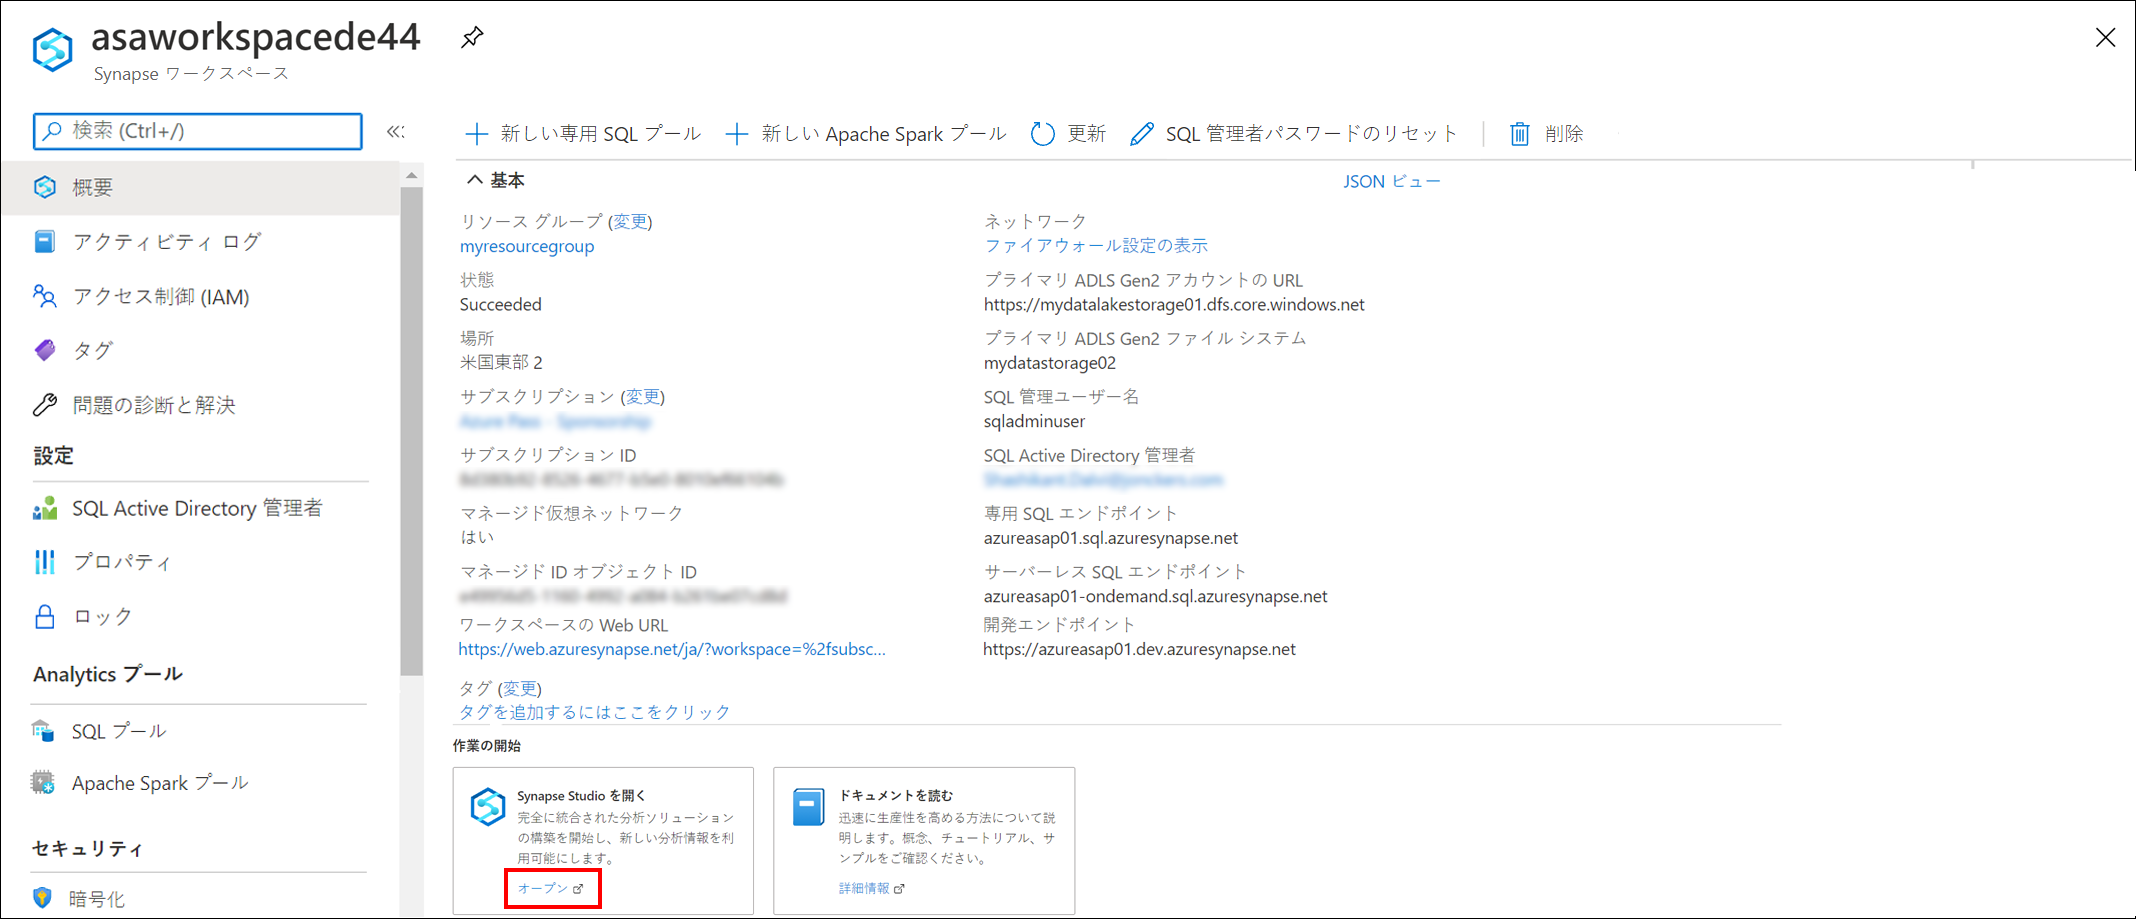 asaworkspacede44
Synapse ワークスペース
検索 (Ctrl+/)
概要
アクティビティ ログ
アクセス制御 (IAM)
タグ
問題の診断と解決
設定
SQL Active Directory 管理者
プロパティ
ロック
Analytics プール
SQL プール
Apache Spark プール
セキュリティ
暗号化
新しい専用 SQL プール
新しい Apache Spark プール
更新
SQL 管理者パスワードのリセット
削除
基本
JSON ビュー
リソース グループ (変更)
myresourcegroup
状態
Succeeded
場所
米国東部 2
サブスクリプション (変更)
サブスクリプション ID
マネージド仮想ネットワーク
はい
マネージド ID オブジェクト ID
ワークスペースの Web URL
https://web.azuresynapse.net/ja/?workspace=%2fsubsc...
タグ (変更)
タグを追加するにはここをクリック
ネットワーク
ファイアウォール設定の表示
プライマリ ADLS Gen2 アカウントの URL
https://mydatalakestorage01.dfs.core.windows.net
プライマリ ADLS Gen2 ファイル システム
mydatastorage02
SQL 管理ユーザー名
sqladminuser
SQL Active Directory 管理者
専用 SQL エンドポイント
azureasap01.sql.azuresynapse.net
サーバーレス SQL エンドポイント
azureasap01-ondemand.sql.azuresynapse.net
開発エンドポイント
https://azureasap01.dev.azuresynapse.net
作業の開始
Synapse Studio を開く
完全に統合された分析ソリューション
の構築を開始し、新しい分析情報を利
用可能にします。
オープン
ドキュメントを読む
迅速に生産性を高める方法について説
明します。概念、チュートリアル、サ
ンプルをご確認ください。
詳細情報